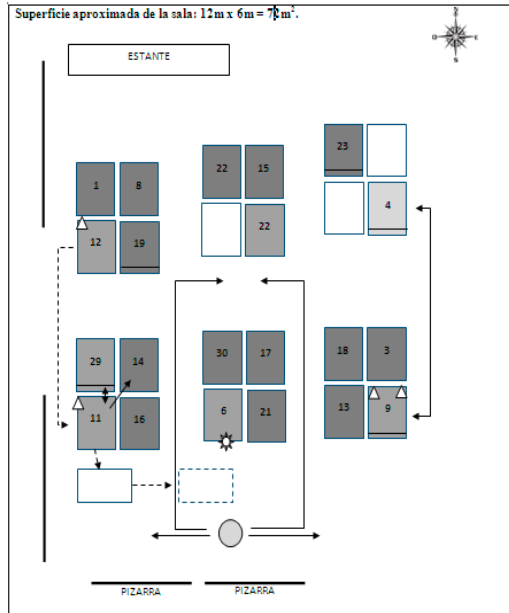 Superficie aproximada de la sala: 12m x 6m = 72m².
N
O E
S
ESTANTE
23
22 15
1 8
4
12 19
22
30 17
18 3
29 14
6 21
13 9
11 16
PIZARRA PIZARRA